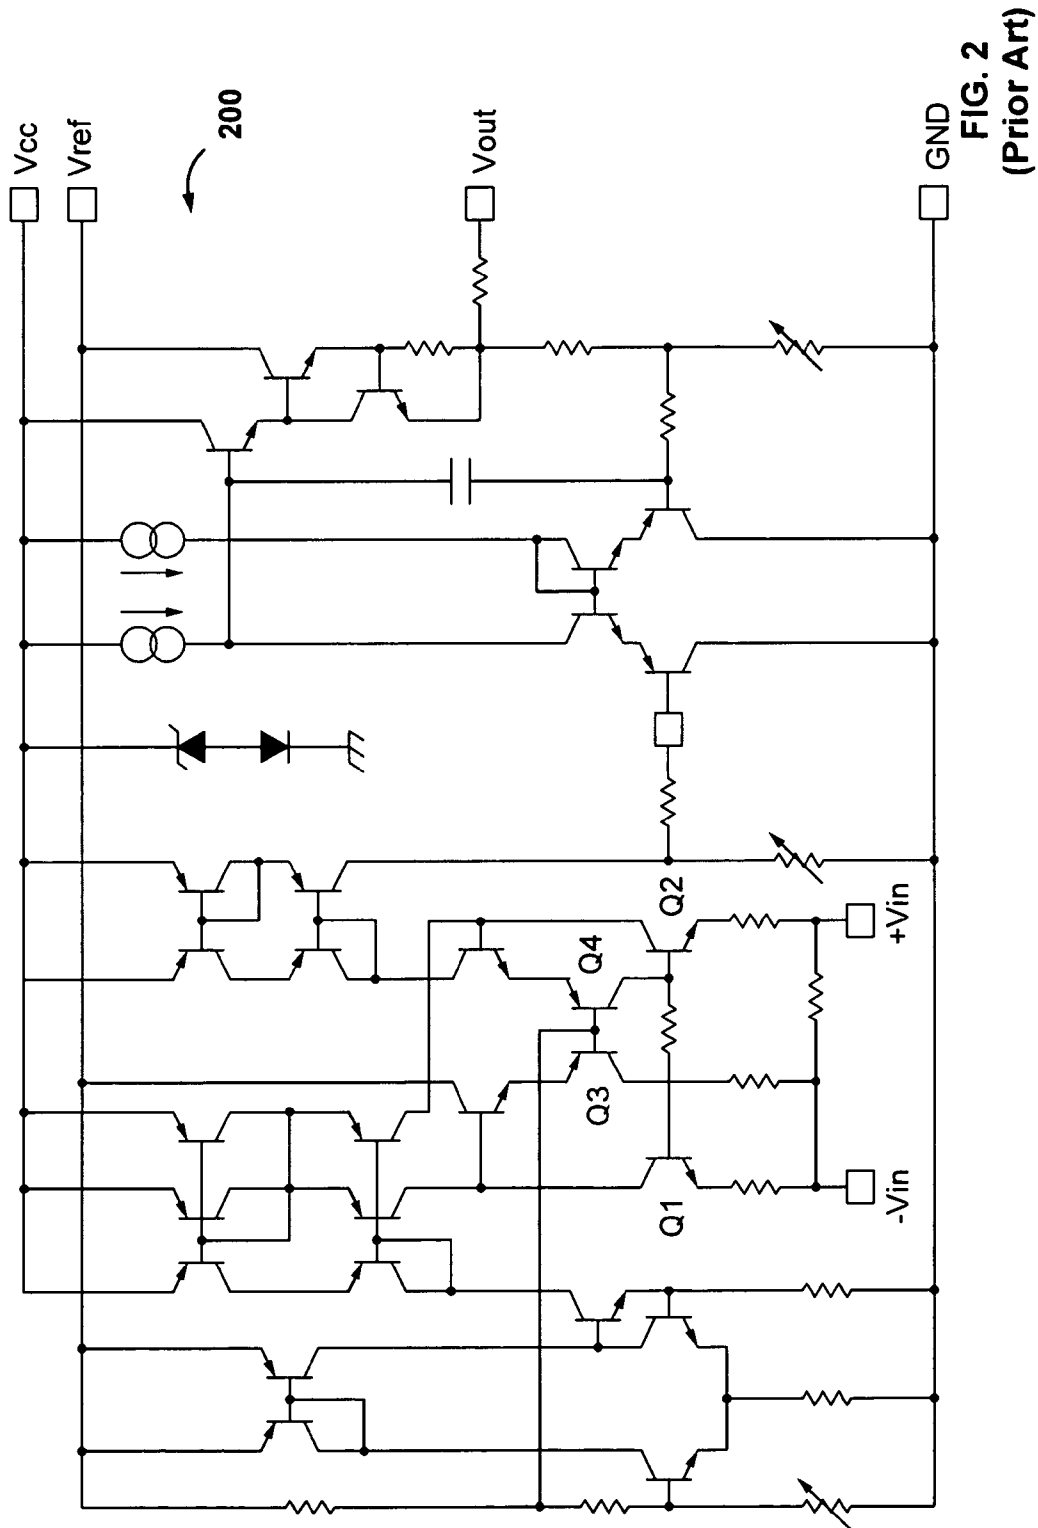 Vcc
Vref
200
Vout
GND
Q1
Q2
Q3
Q4
-Vin
+Vin
FIG. 2
(Prior Art)